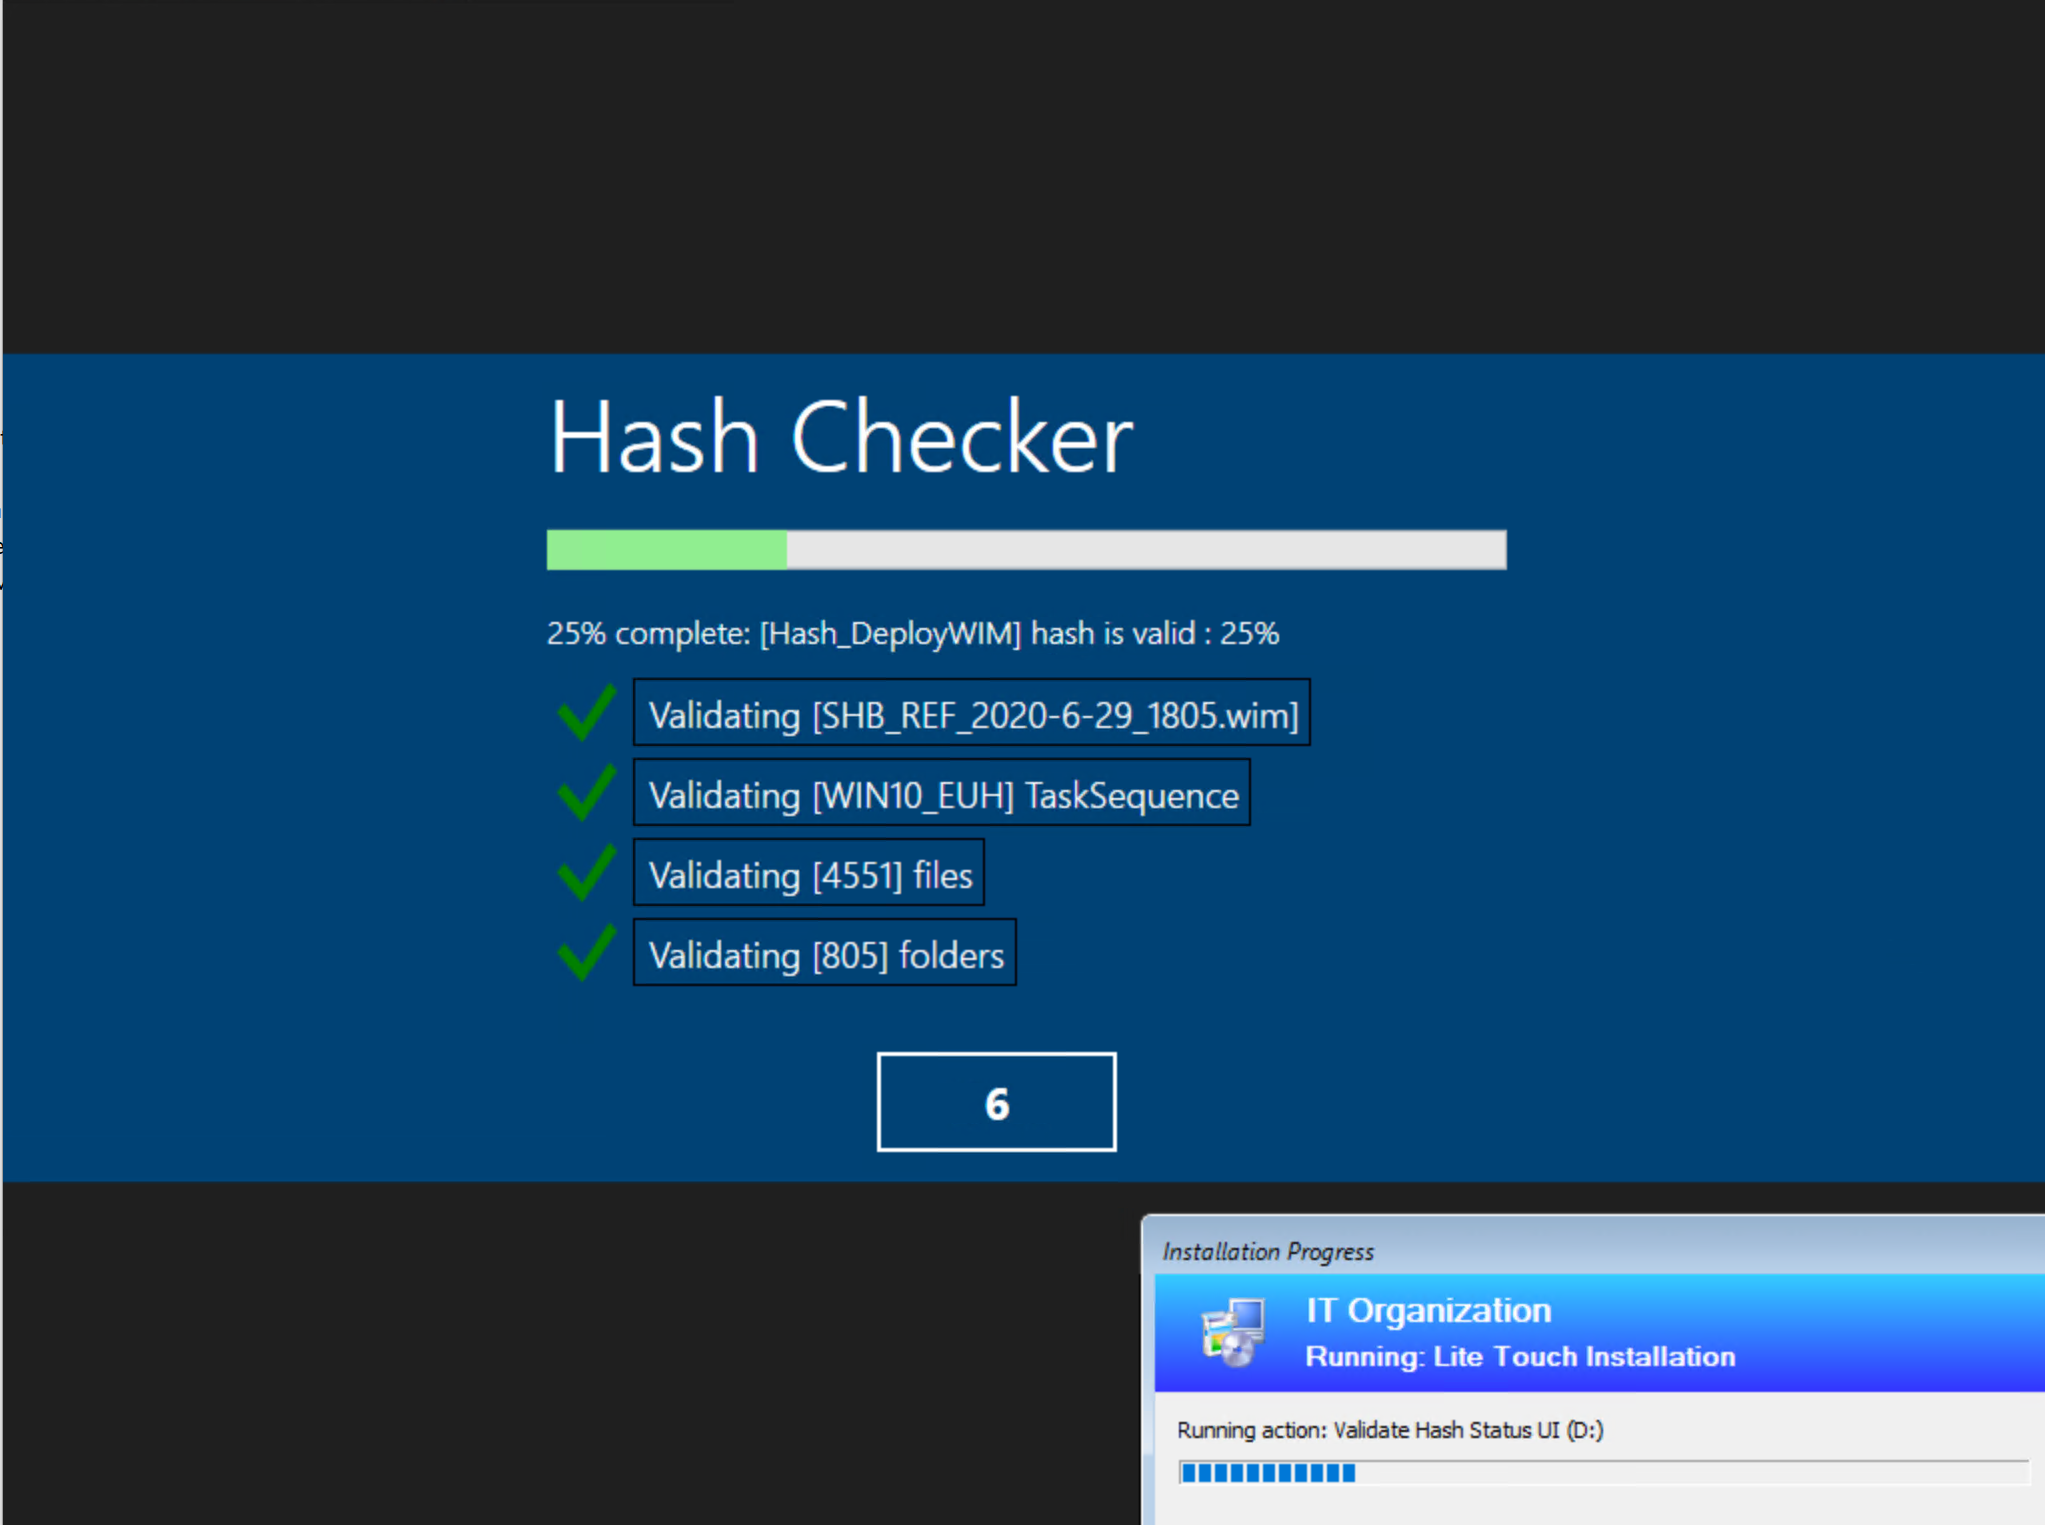 Hash Checker
25% complete: [Hash_DeployWIM] hash is valid : 25%
Validating [SHB_REF_2020-6-29_1805.wim]
Validating [WIN10_EUH] TaskSequence
Validating [4551] files
Validating [805] folders
6
Installation Progress
IT Organization
Running: Lite Touch Installation
Running action: Validate Hash Status UI (D:)